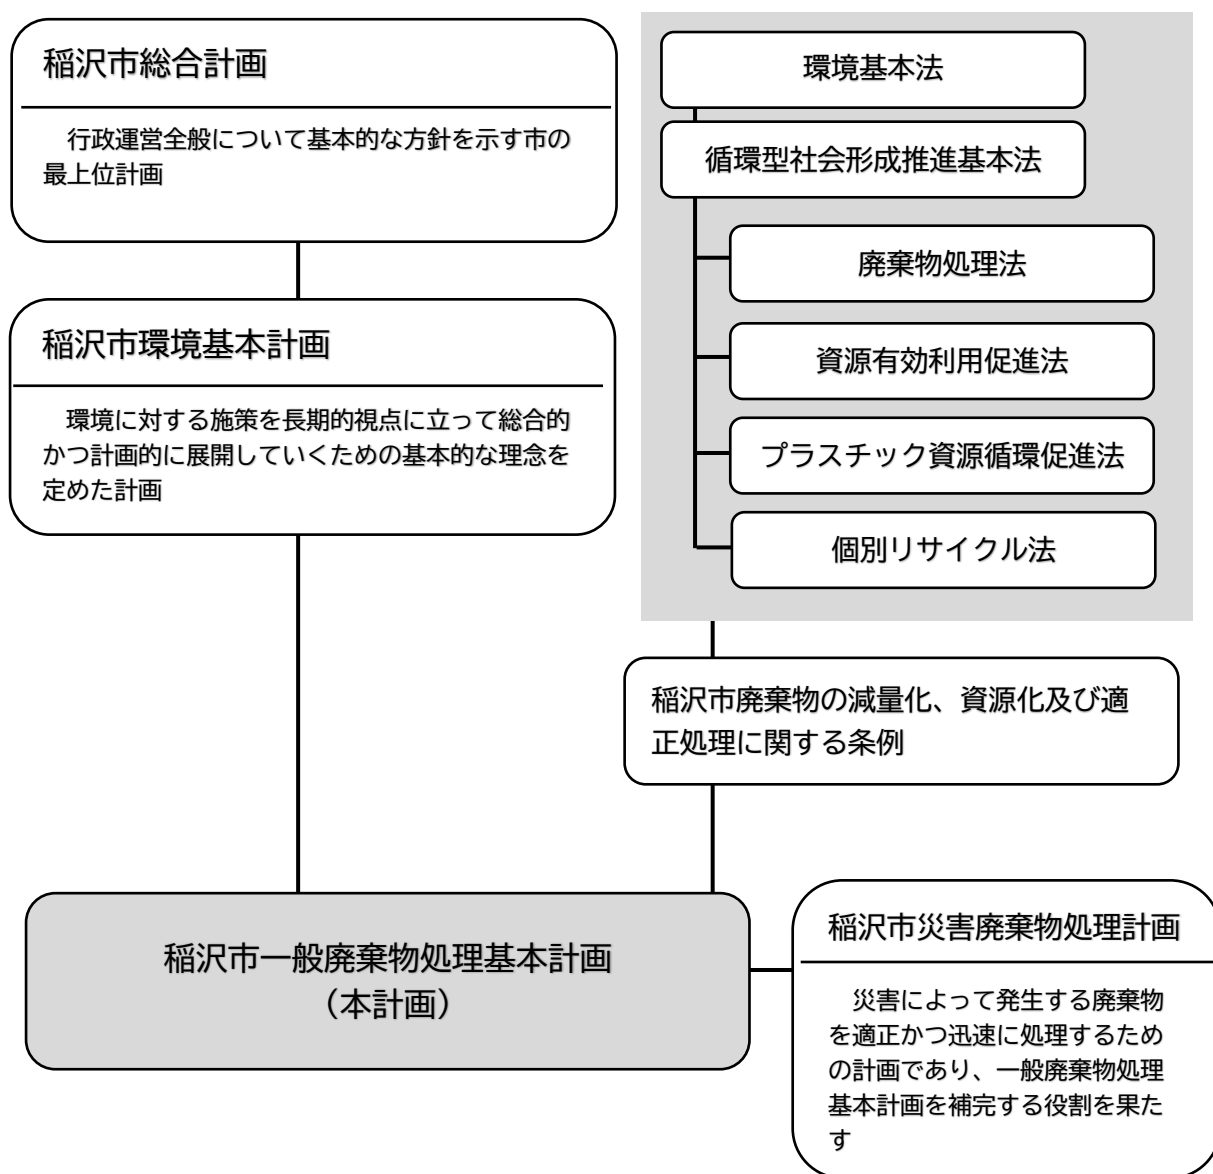 稲沢市総合計画
行政運営全般について基本的な方針を示す市の
最上位計画
稲沢市環境基本計画
環境に対する施策を長期的視点に立って総合的
かつ計画的に展開していくための基本的な理念を
定めた計画
環境基本法
循環型社会形成推進基本法
廃棄物処理法
資源有効利用促進法
プラスチック資源循環促進法
個別リサイクル法
稲沢市廃棄物の減量化、資源化及び適
正処理に関する条例
稲沢市一般廃棄物処理基本計画
（本計画）
稲沢市災害廃棄物処理計画
災害によって発生する廃棄物
を適正かつ迅速に処理するため
の計画であり、一般廃棄物処理
基本計画を補完する役割を果た
す